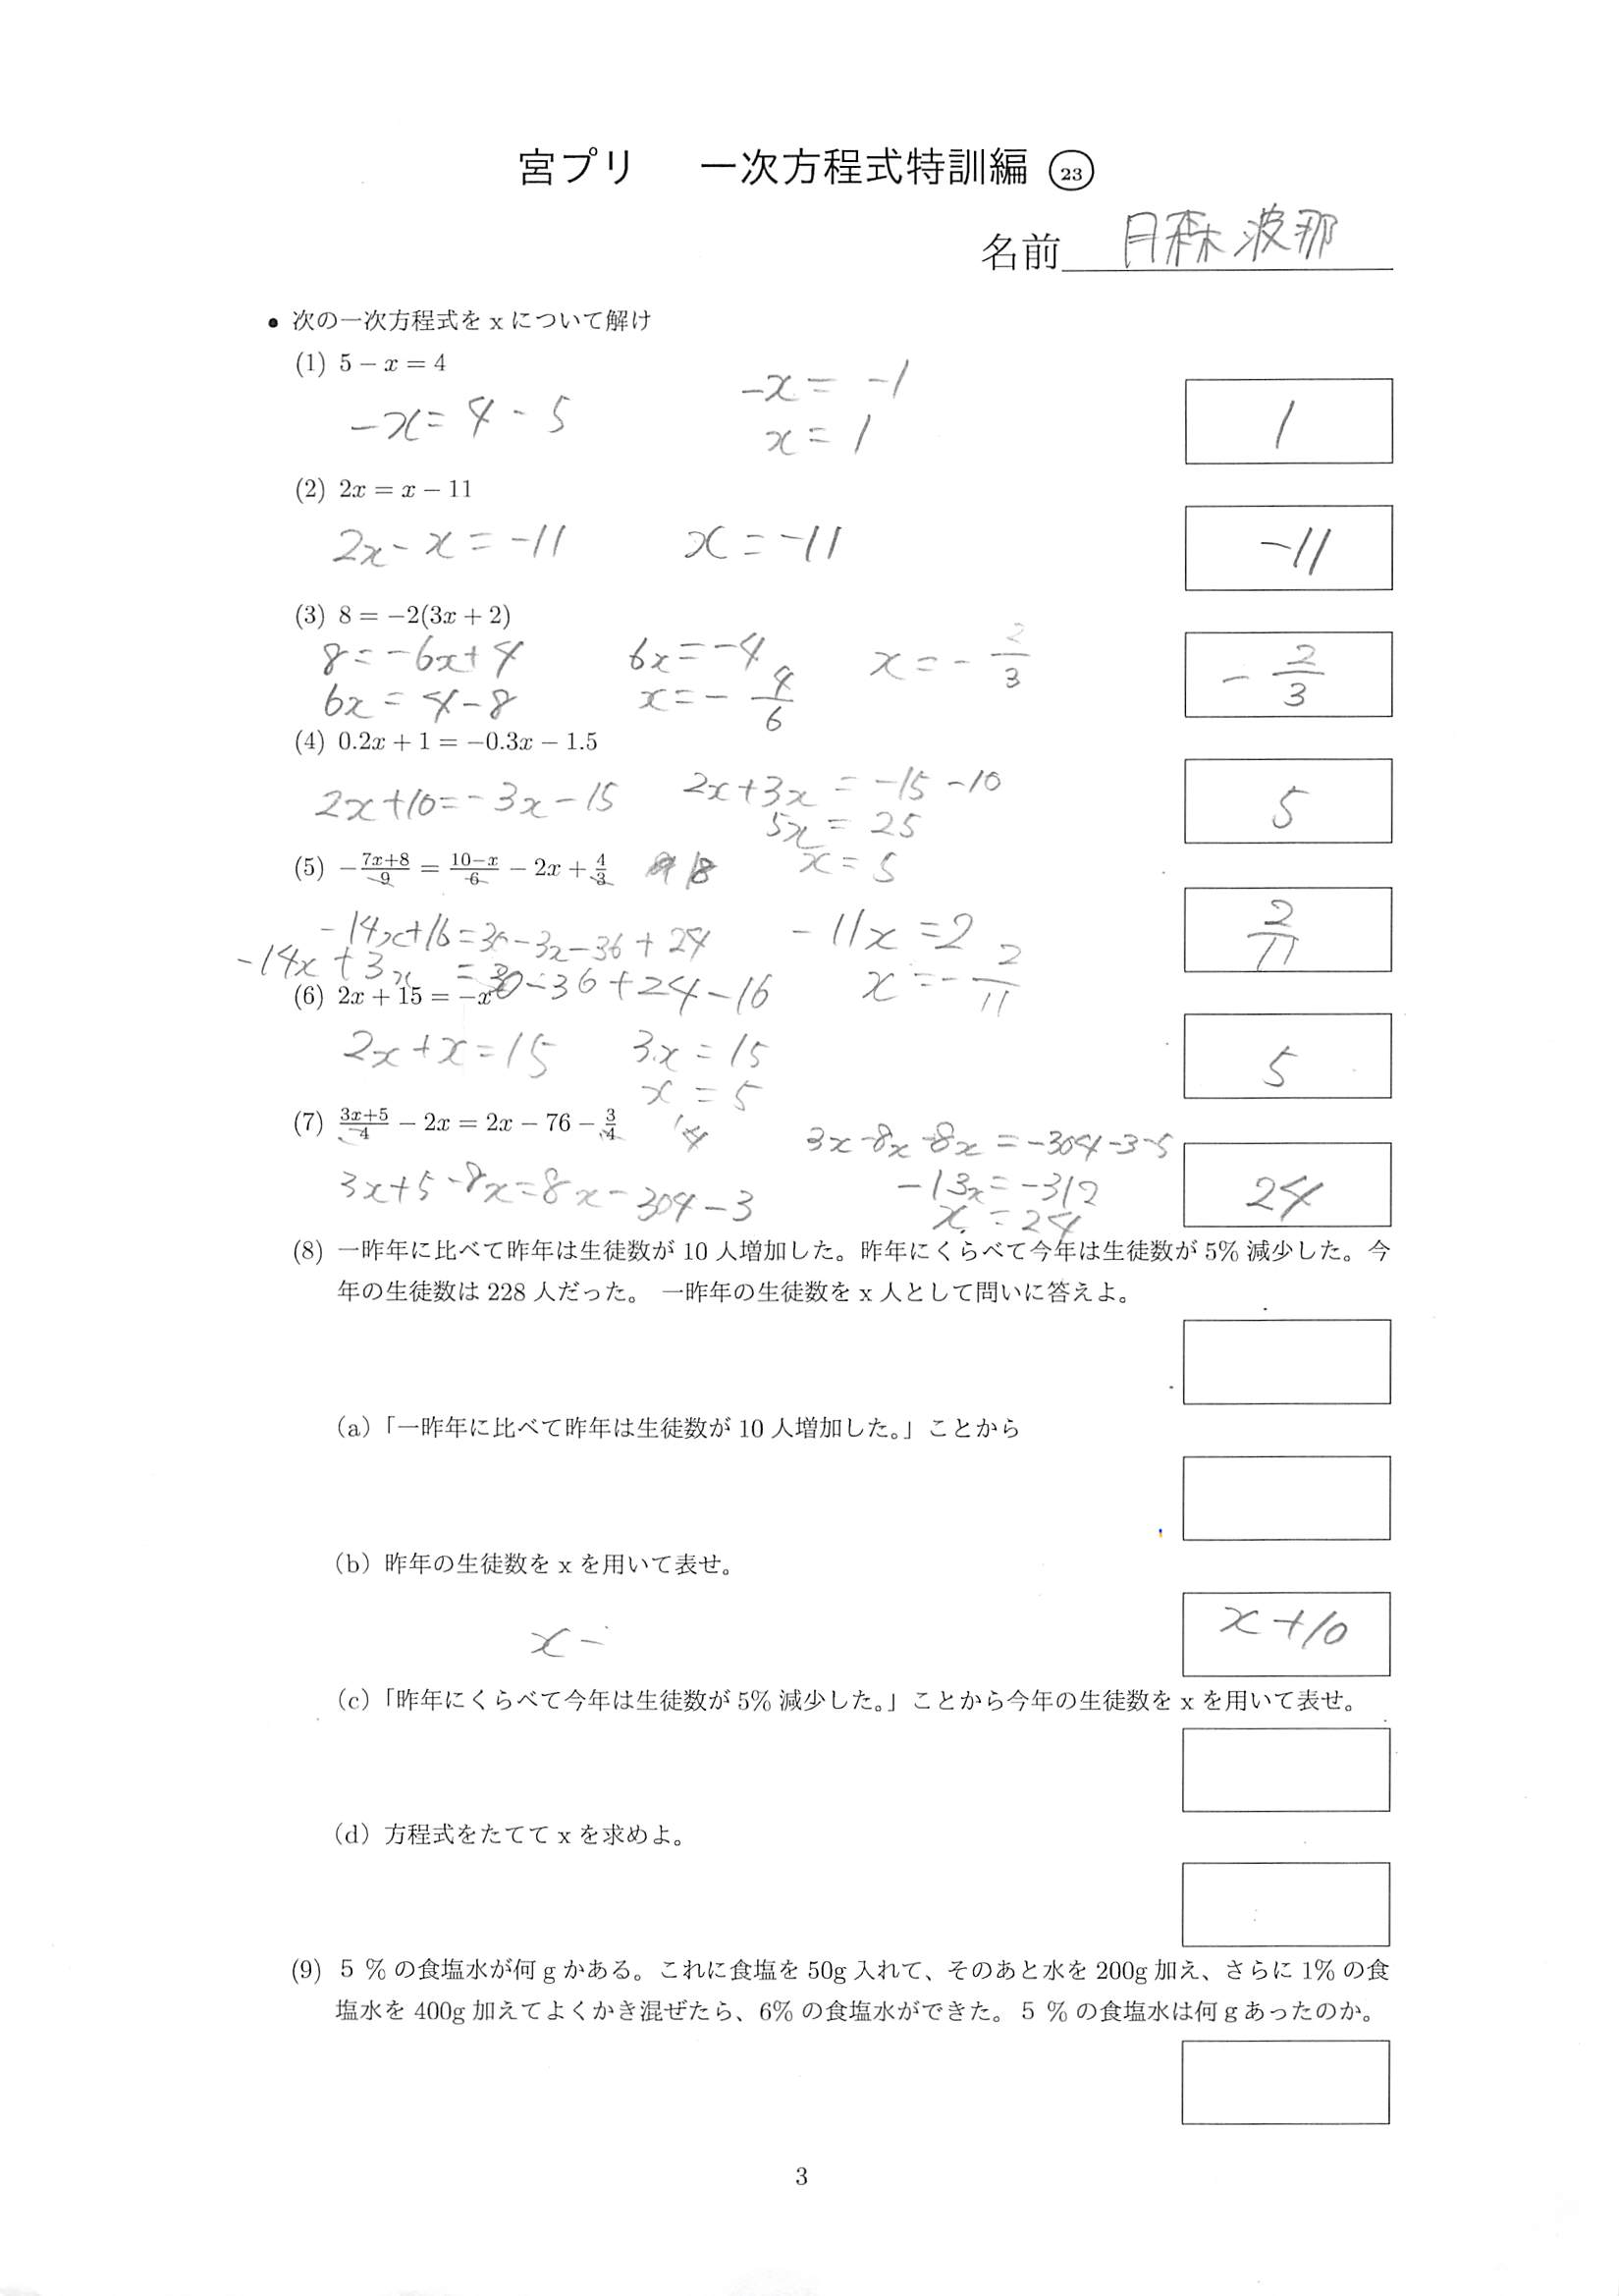 宮プリ 一次方程式特訓編 ㉓
名前 月森波那
• 次の一次方程式を x について解け
(1) 5 − x = 4
−x = 4 − 5
−x = −1
x = 1
1
(2) 2x = x − 11
2x − x = −11
x = −11
−11
(3) 8 = −2(3x + 2)
8 = −6x + 4
6x = −4
x = − 2/3
6x = 4 − 8
x = − 4/6
− 2/3
(4) 0.2x + 1 = −0.3x − 1.5
2x + 10 = −3x − 15
2x + 3x = −15 − 10
5x = 25
x = 5
5
(5) − (7x+8)/9 = (10−x)/6 − 2x + 4/3
18
−14x + 16 = 30 − 3x − 36 + 24
−11x = 2
−14x + 3x = 30 − 36 + 24 − 16
x = − 2/11
2/11
(6) 2x + 15 = −x
2x + x = 15
3x = 15
x = 5
5
(7) (3x+5)/4 − 2x = 2x − 76 − 3/4
4
3x − 8x − 8x = −304 − 3 − 5
3x + 5 − 8x = 8x − 304 − 3
−13x = −312
x = 24
24
(8) 一昨年に比べて昨年は生徒数が 10 人増加した。昨年にくらべて今年は生徒数が 5% 減少した。今
年の生徒数は 228 人だった。 一昨年の生徒数を x 人として問いに答えよ。
(a)「一昨年に比べて昨年は生徒数が 10 人増加した。」ことから
(b) 昨年の生徒数を x を用いて表せ。
x −
x + 10
(c)「昨年にくらべて今年は生徒数が 5% 減少した。」ことから今年の生徒数を x を用いて表せ。
(d) 方程式をたてて x を求めよ。
(9) 5 % の食塩水が何 g かある。これに食塩を 50g 入れて、そのあと水を 200g 加え、さらに 1% の食
塩水を 400g 加えてよくかき混ぜたら、6% の食塩水ができた。5 % の食塩水は何 g あったのか。
3